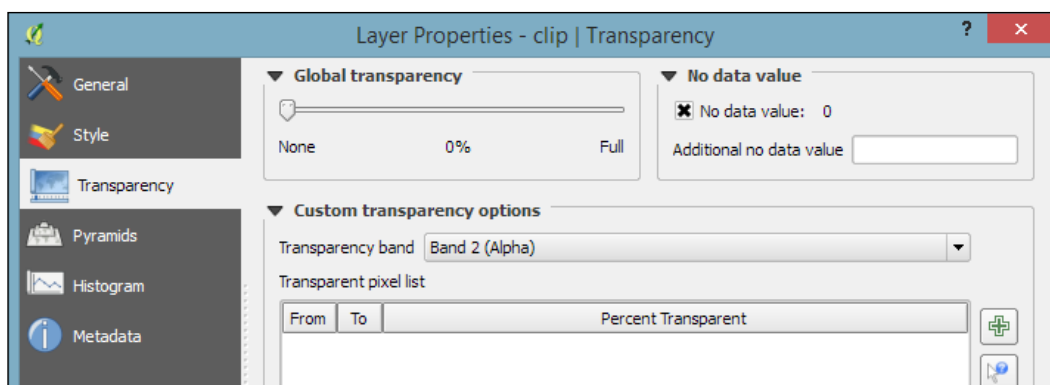 Layer Properties - clip | Transparency
?
General
Style
Transparency
Pyramids
Histogram
Metadata
Global transparency
None 0% Full
No data value
No data value: 0
Additional no data value
Custom transparency options
Transparency band Band 2 (Alpha)
Transparent pixel list
From To Percent Transparent